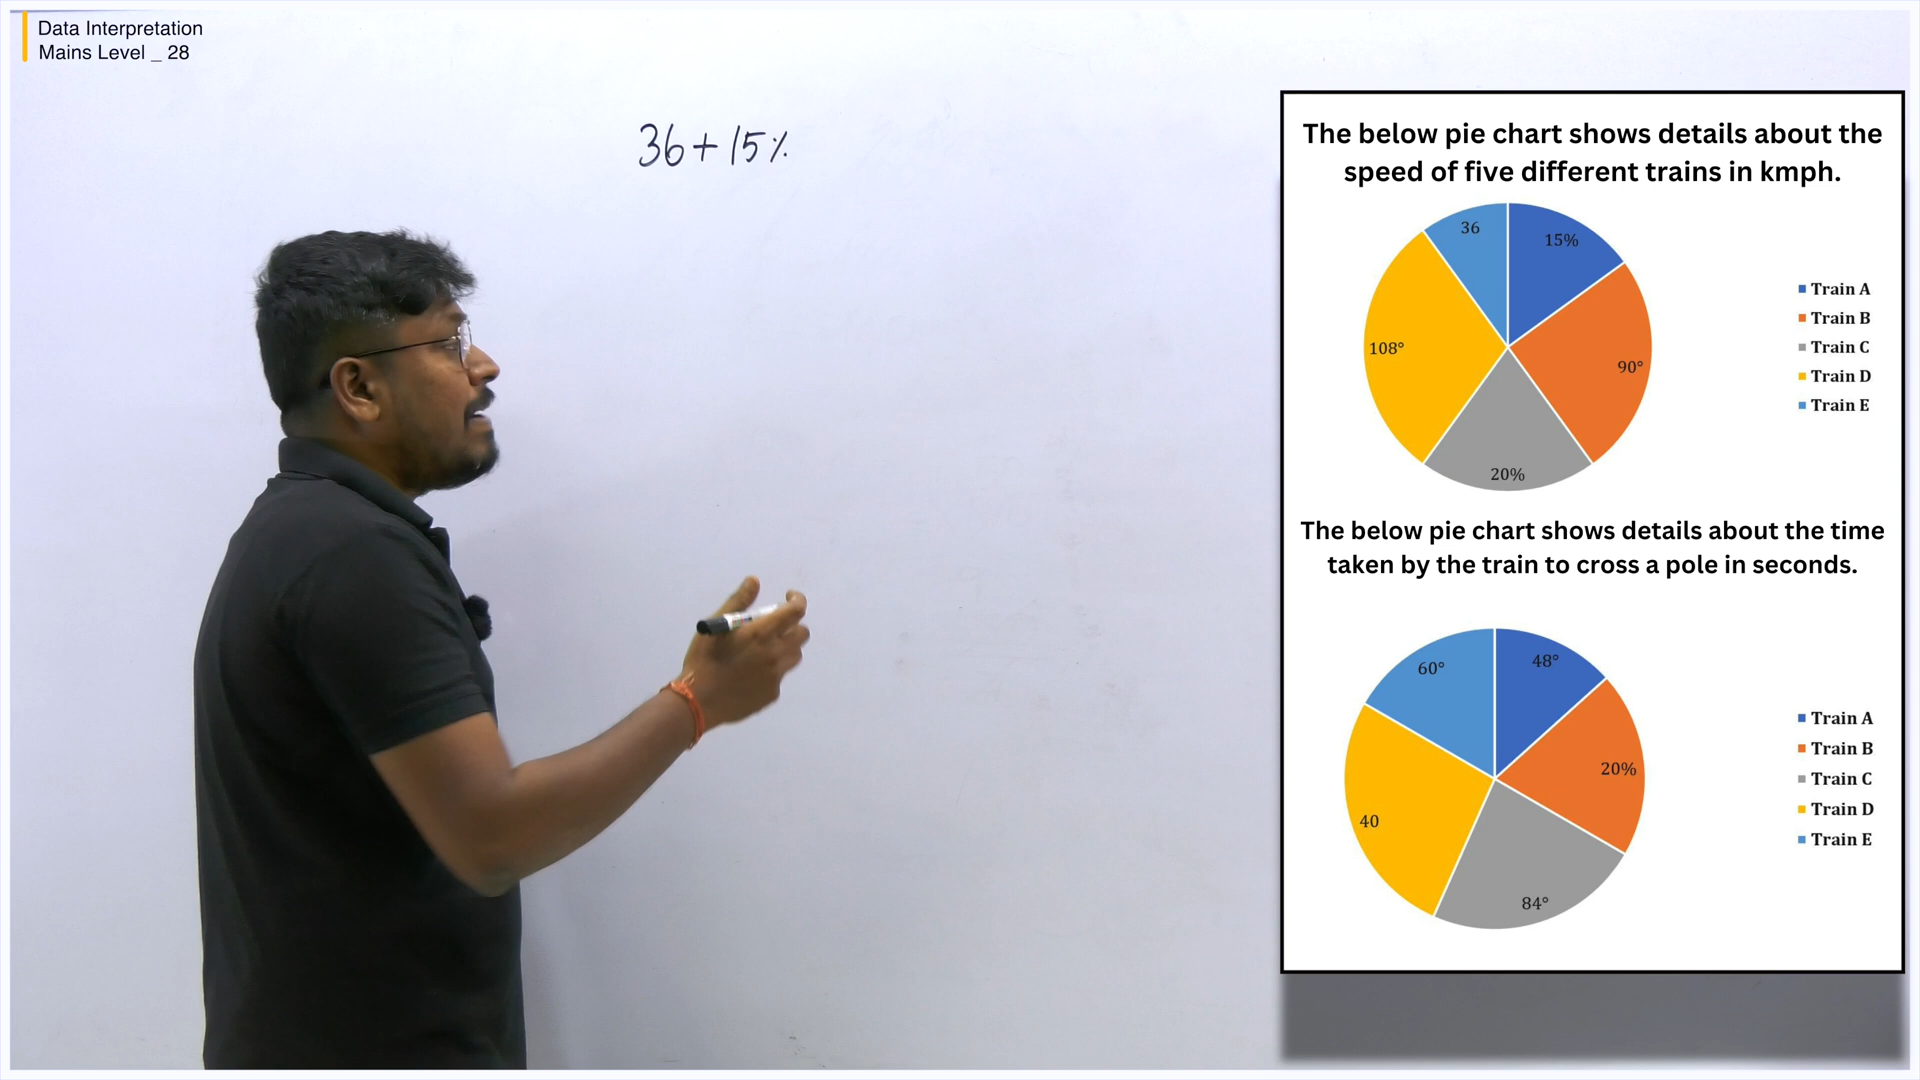 Data Interpretation
Mains Level _ 28
36 + 15%
The below pie chart shows details about the
speed of five different trains in kmph.
36
15%
108°
90°
20%
Train A
Train B
Train C
Train D
Train E
The below pie chart shows details about the time
taken by the train to cross a pole in seconds.
60°
48°
20%
40
84°
Train A
Train B
Train C
Train D
Train E